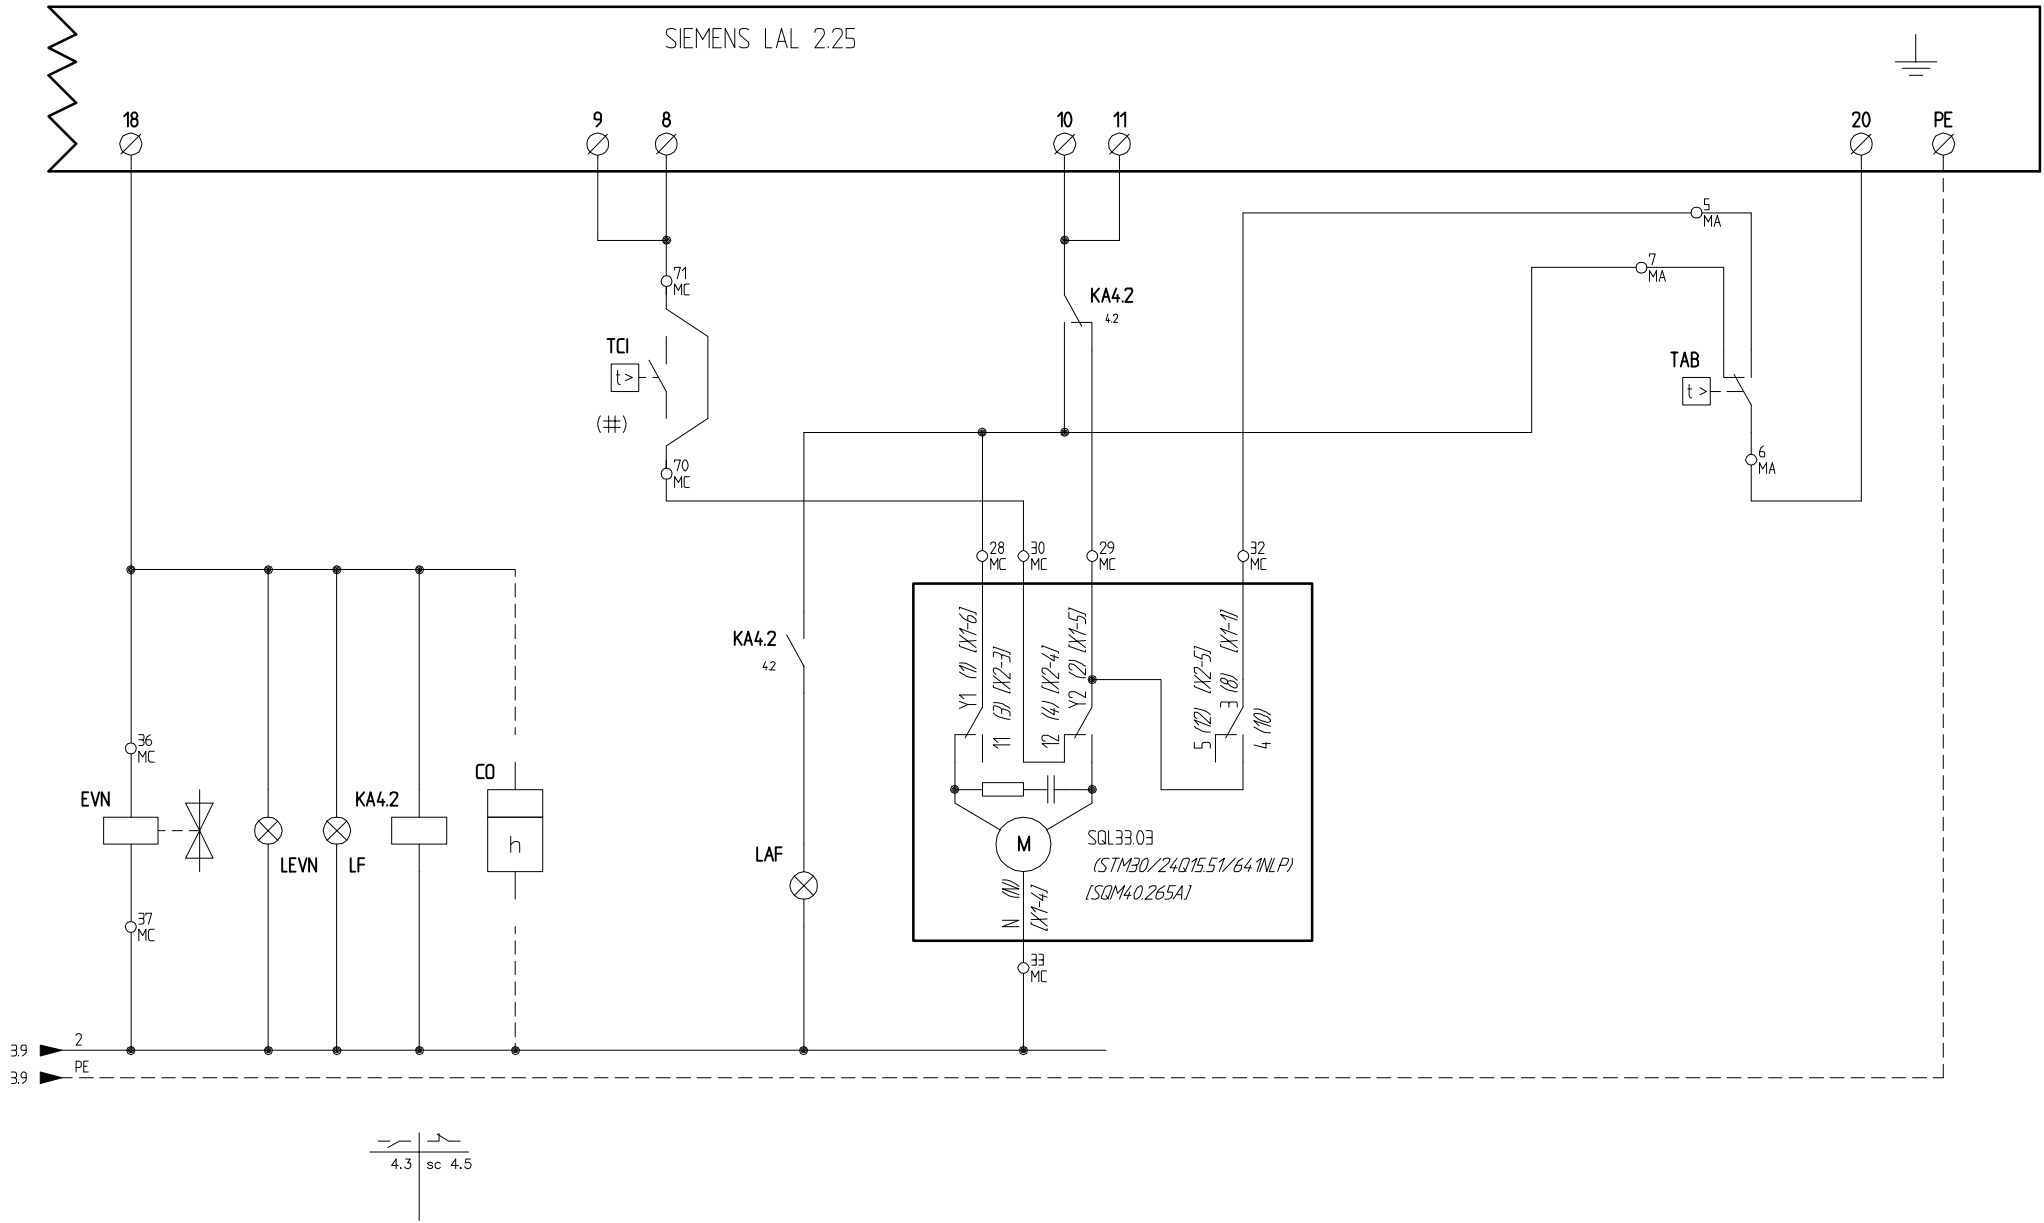 SIEMENS LAL 2.25
18
9
8
10
11
20
PE
5
MA
7
MA
71
MC
KA4.2
4.2
TCI
t >
(#)
TAB
t >
70
MC
6
MA
28
MC
30
MC
29
MC
32
MC
KA4.2
4.2
Y1 (1) [X1-6]
11 (3) [X2-3]
12 (4) [X2-4]
Y2 (2) [X1-5]
5 (12) [X2-5]
3 (8) [X1-1]
4 (10)
36
MC
EVN
LEVN
LF
KA4.2
CO
h
LAF
M
SQL33.03
(STM30/24Q15.51/641NLP)
[SQM40.265A]
N (N)
[X1-4]
37
MC
33
MC
3.9
2
3.9
PE
4.3
sc 4.5